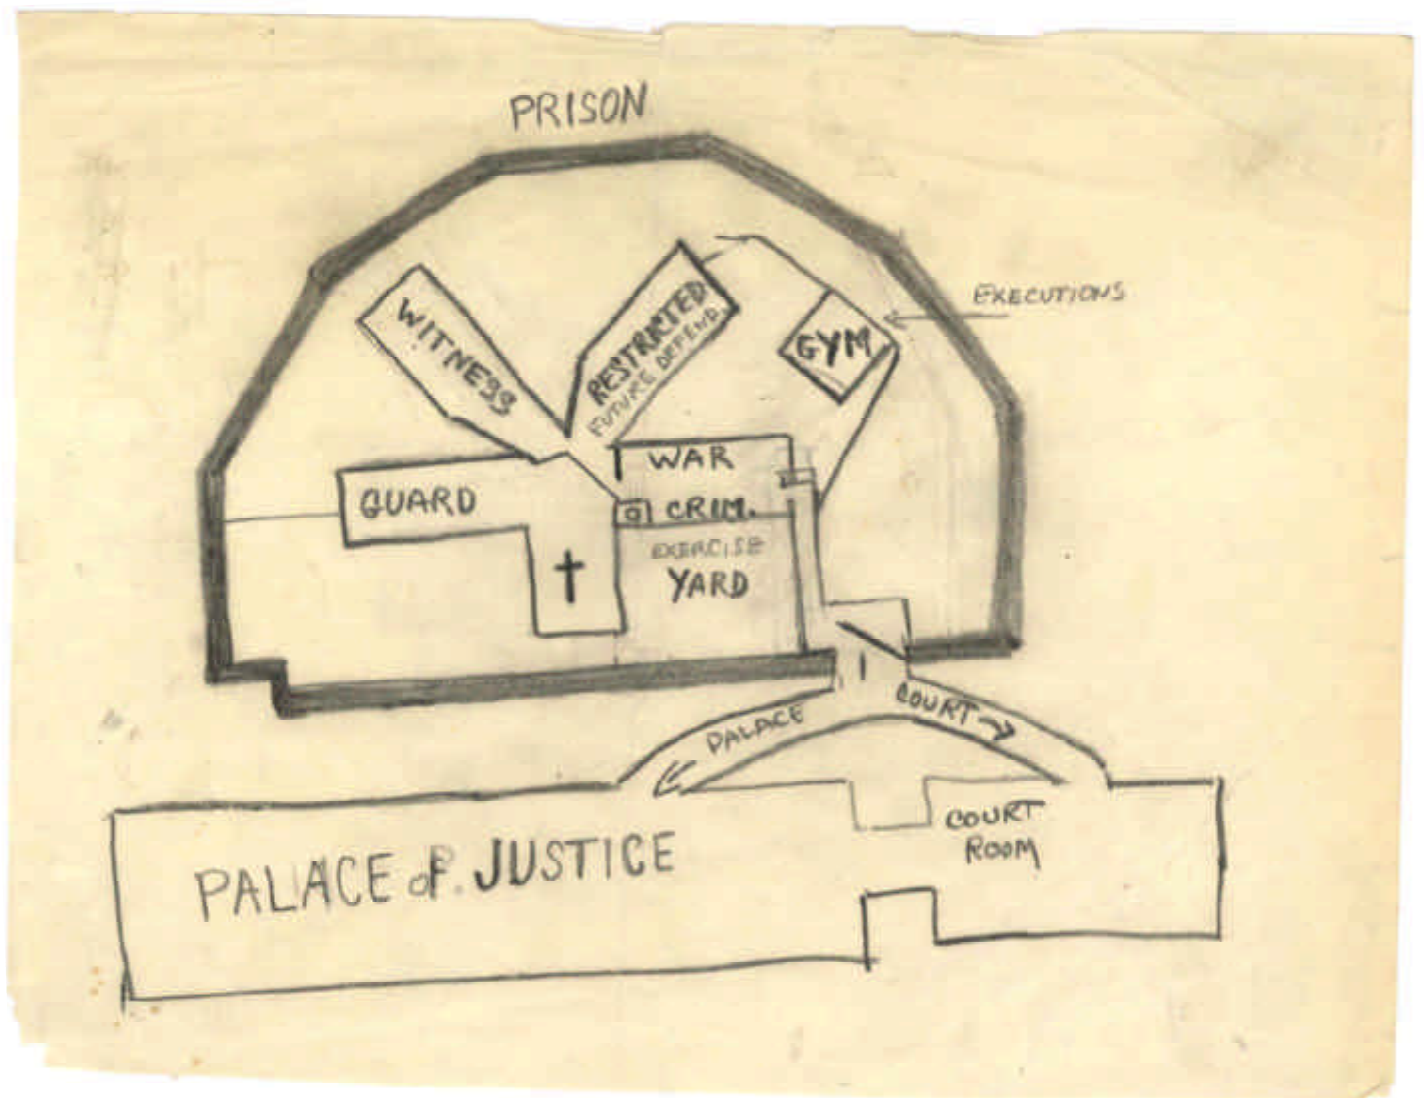 PRISON
EXECUTIONS
WITNESS
RESTRICTED
FUTURE DEFEND.
GYM
WAR
CRIM.
GUARD
EXERCISE
YARD
PALACE
COURT
COURT
ROOM
PALACE OF JUSTICE